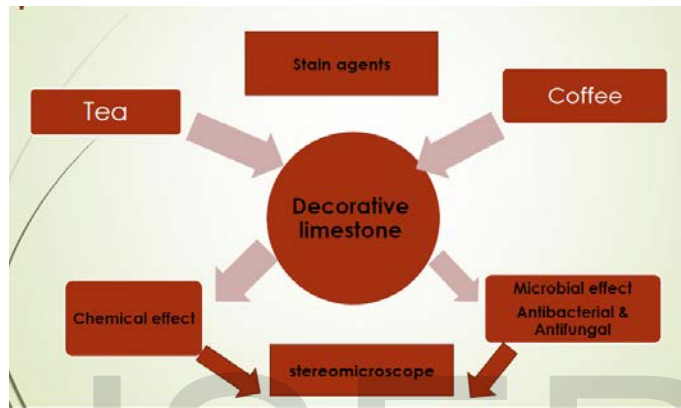 Stain agents
Tea
Coffee
Decorative
limestone
Chemical effect
Microbial effect
Antibacterial &
Antifungal
stereomicroscope